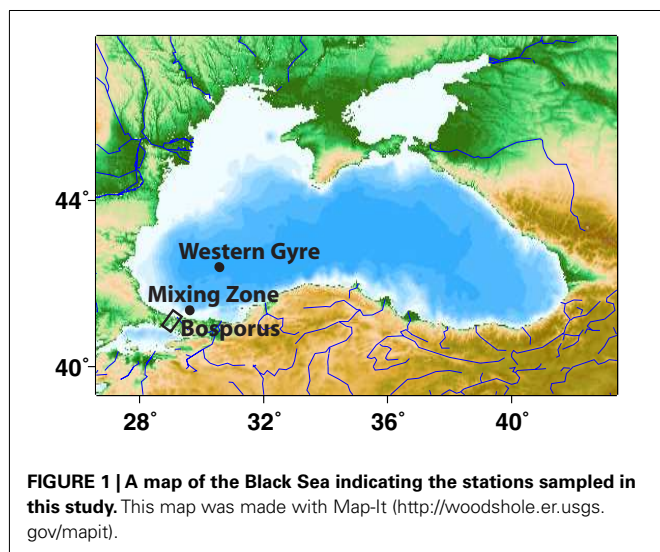 44°
Western Gyre
Mixing Zone
Bosporus
40°
28° 32° 36° 40°
FIGURE 1 | A map of the Black Sea indicating the stations sampled in
this study. This map was made with Map-It (http://woodshole.er.usgs.
gov/mapit).